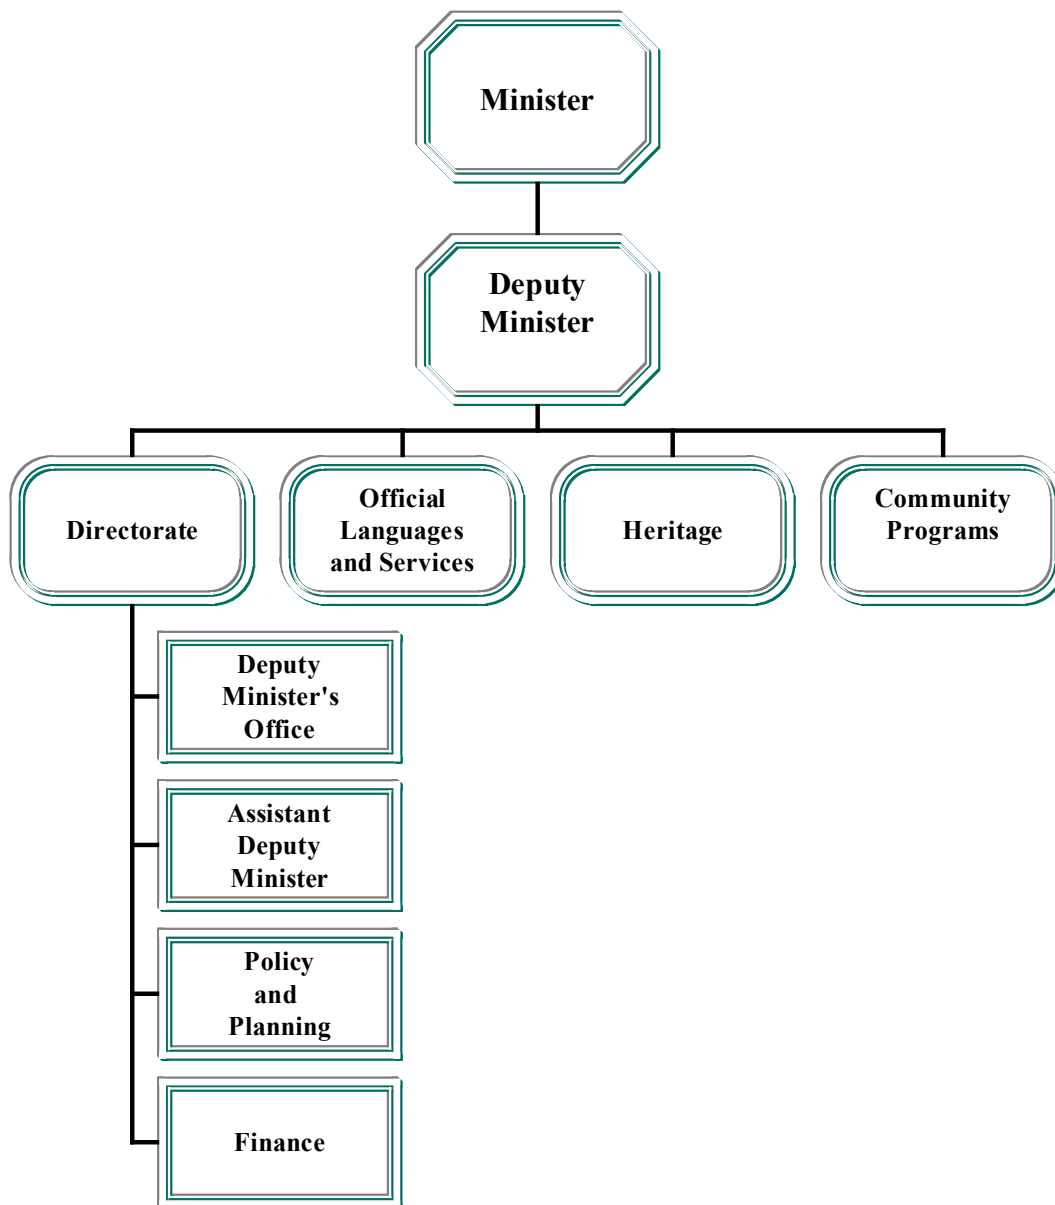 Minister
Deputy
Minister
Directorate
Official
Languages
and Services
Heritage
Community
Programs
Deputy
Minister's
Office
Assistant
Deputy
Minister
Policy
and
Planning
Finance